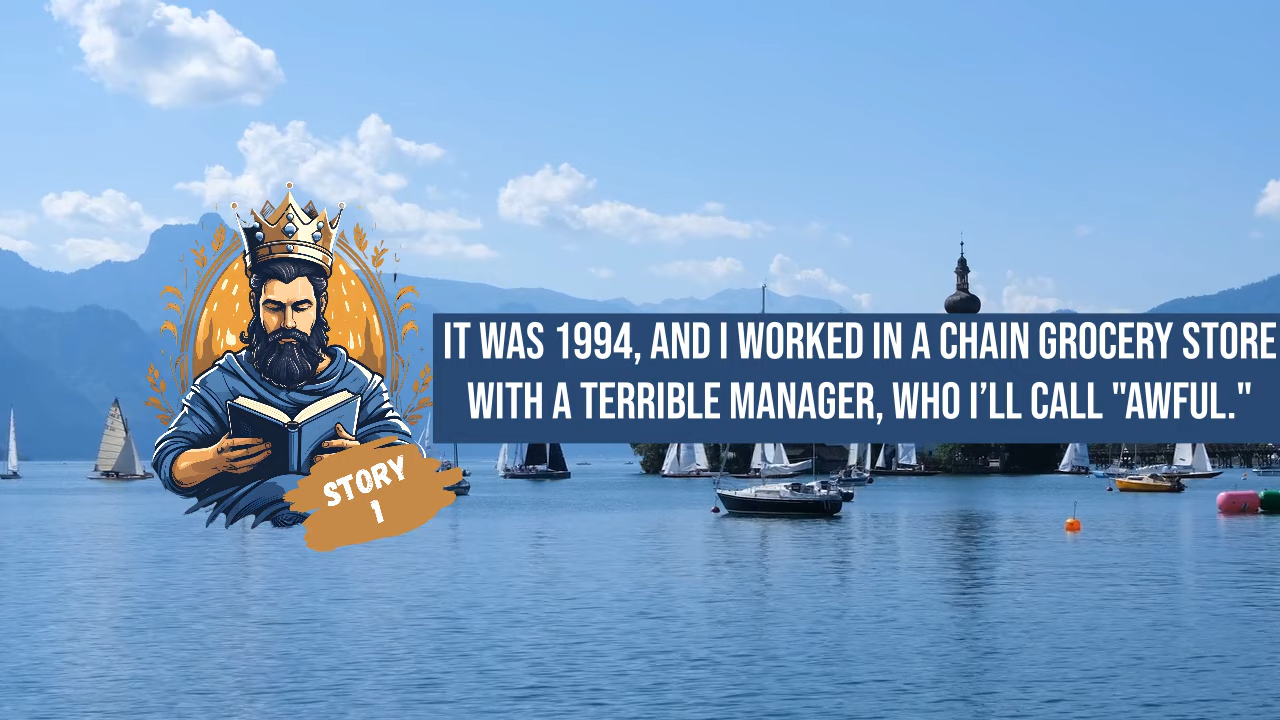 IT WAS 1994, AND I WORKED IN A CHAIN GROCERY STORE
WITH A TERRIBLE MANAGER, WHO I’LL CALL "AWFUL."
STORY
1